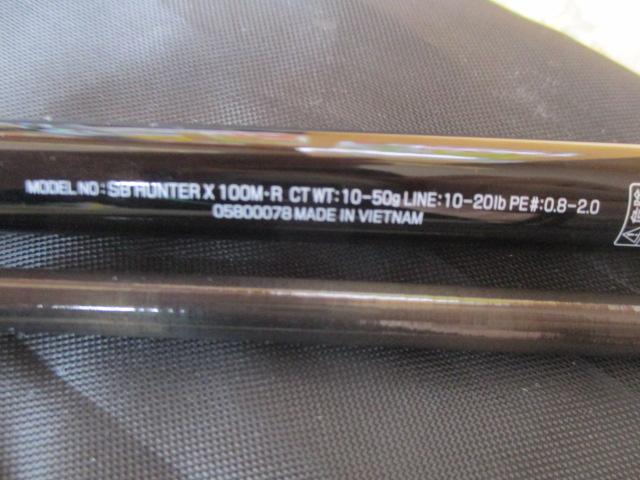 MODEL NO: SB HUNTER X 100M-R CT WT: 10-50g LINE: 10-20lb PE#: 0.8-2.0
05800078 MADE IN VIETNAM